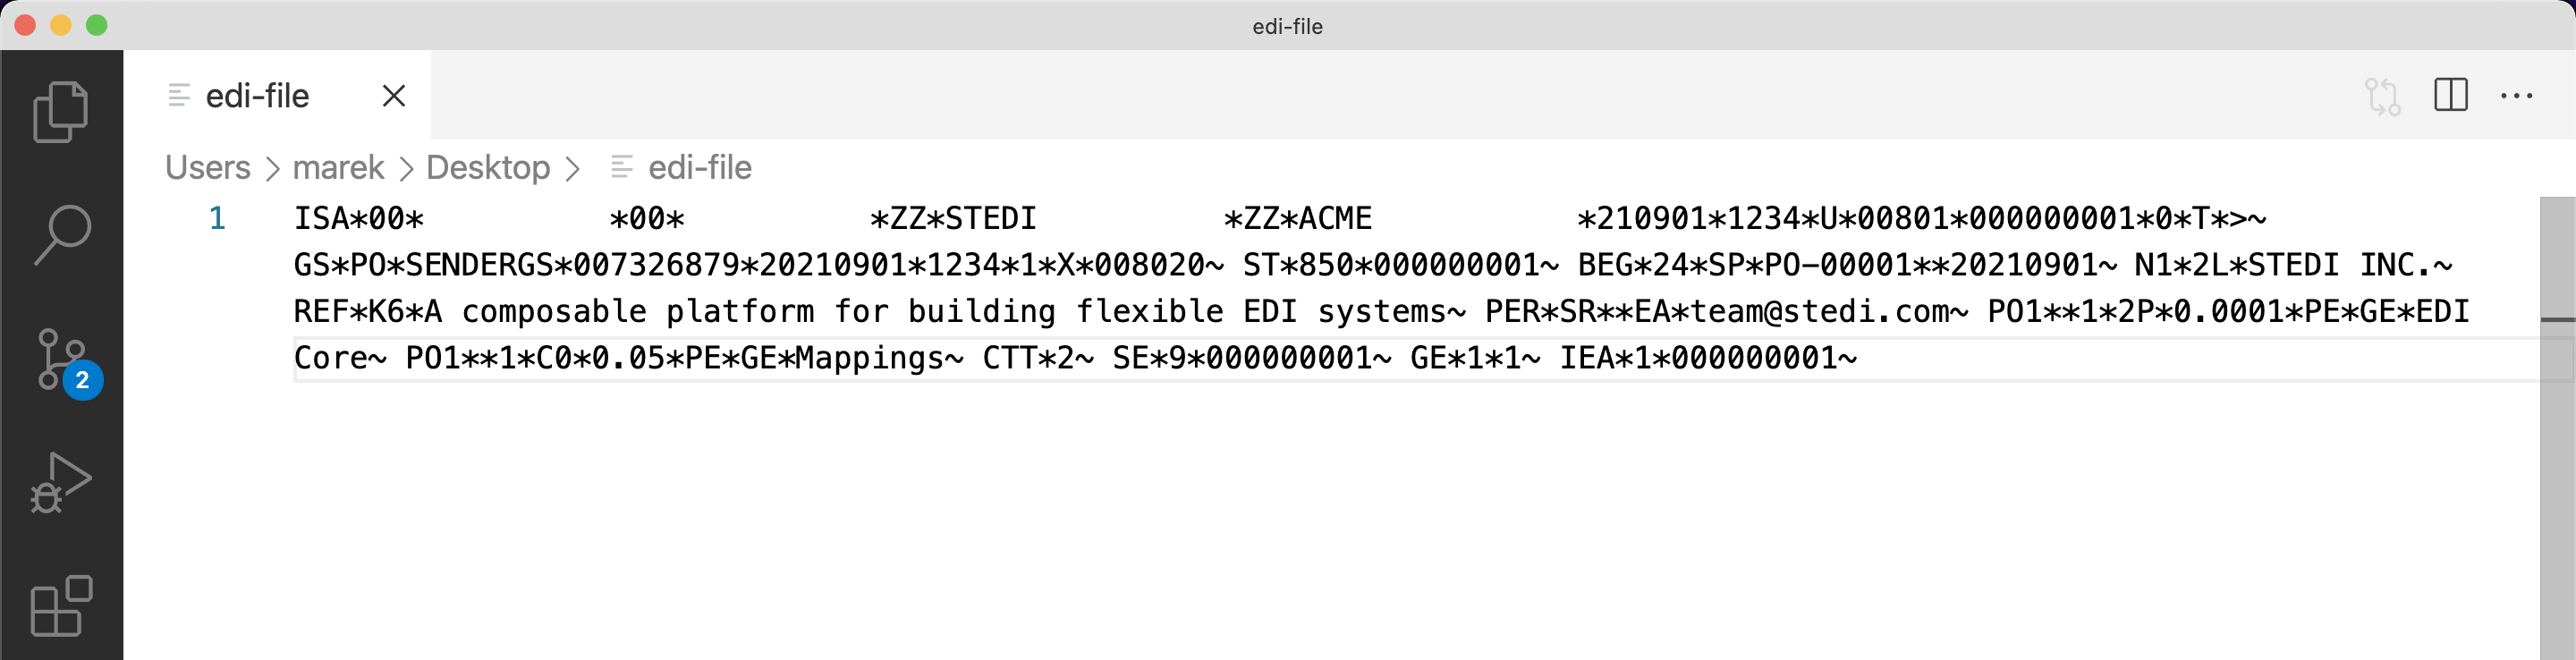 edi-file
edi-file
Users > marek > Desktop > edi-file
1 ISA*00*          *00*          *ZZ*STEDI          *ZZ*ACME           *210901*1234*U*00801*000000001*0*T*>~
GS*PO*SENDERGS*007326879*20210901*1234*1*X*008020~ ST*850*000000001~ BEG*24*SP*PO-00001**20210901~ N1*2L*STEDI INC.~
REF*K6*A composable platform for building flexible EDI systems~ PER*SR**EA*team@stedi.com~ PO1**1*2P*0.0001*PE*GE*EDI
Core~ PO1**1*C0*0.05*PE*GE*Mappings~ CTT*2~ SE*9*000000001~ GE*1*1~ IEA*1*000000001~
2